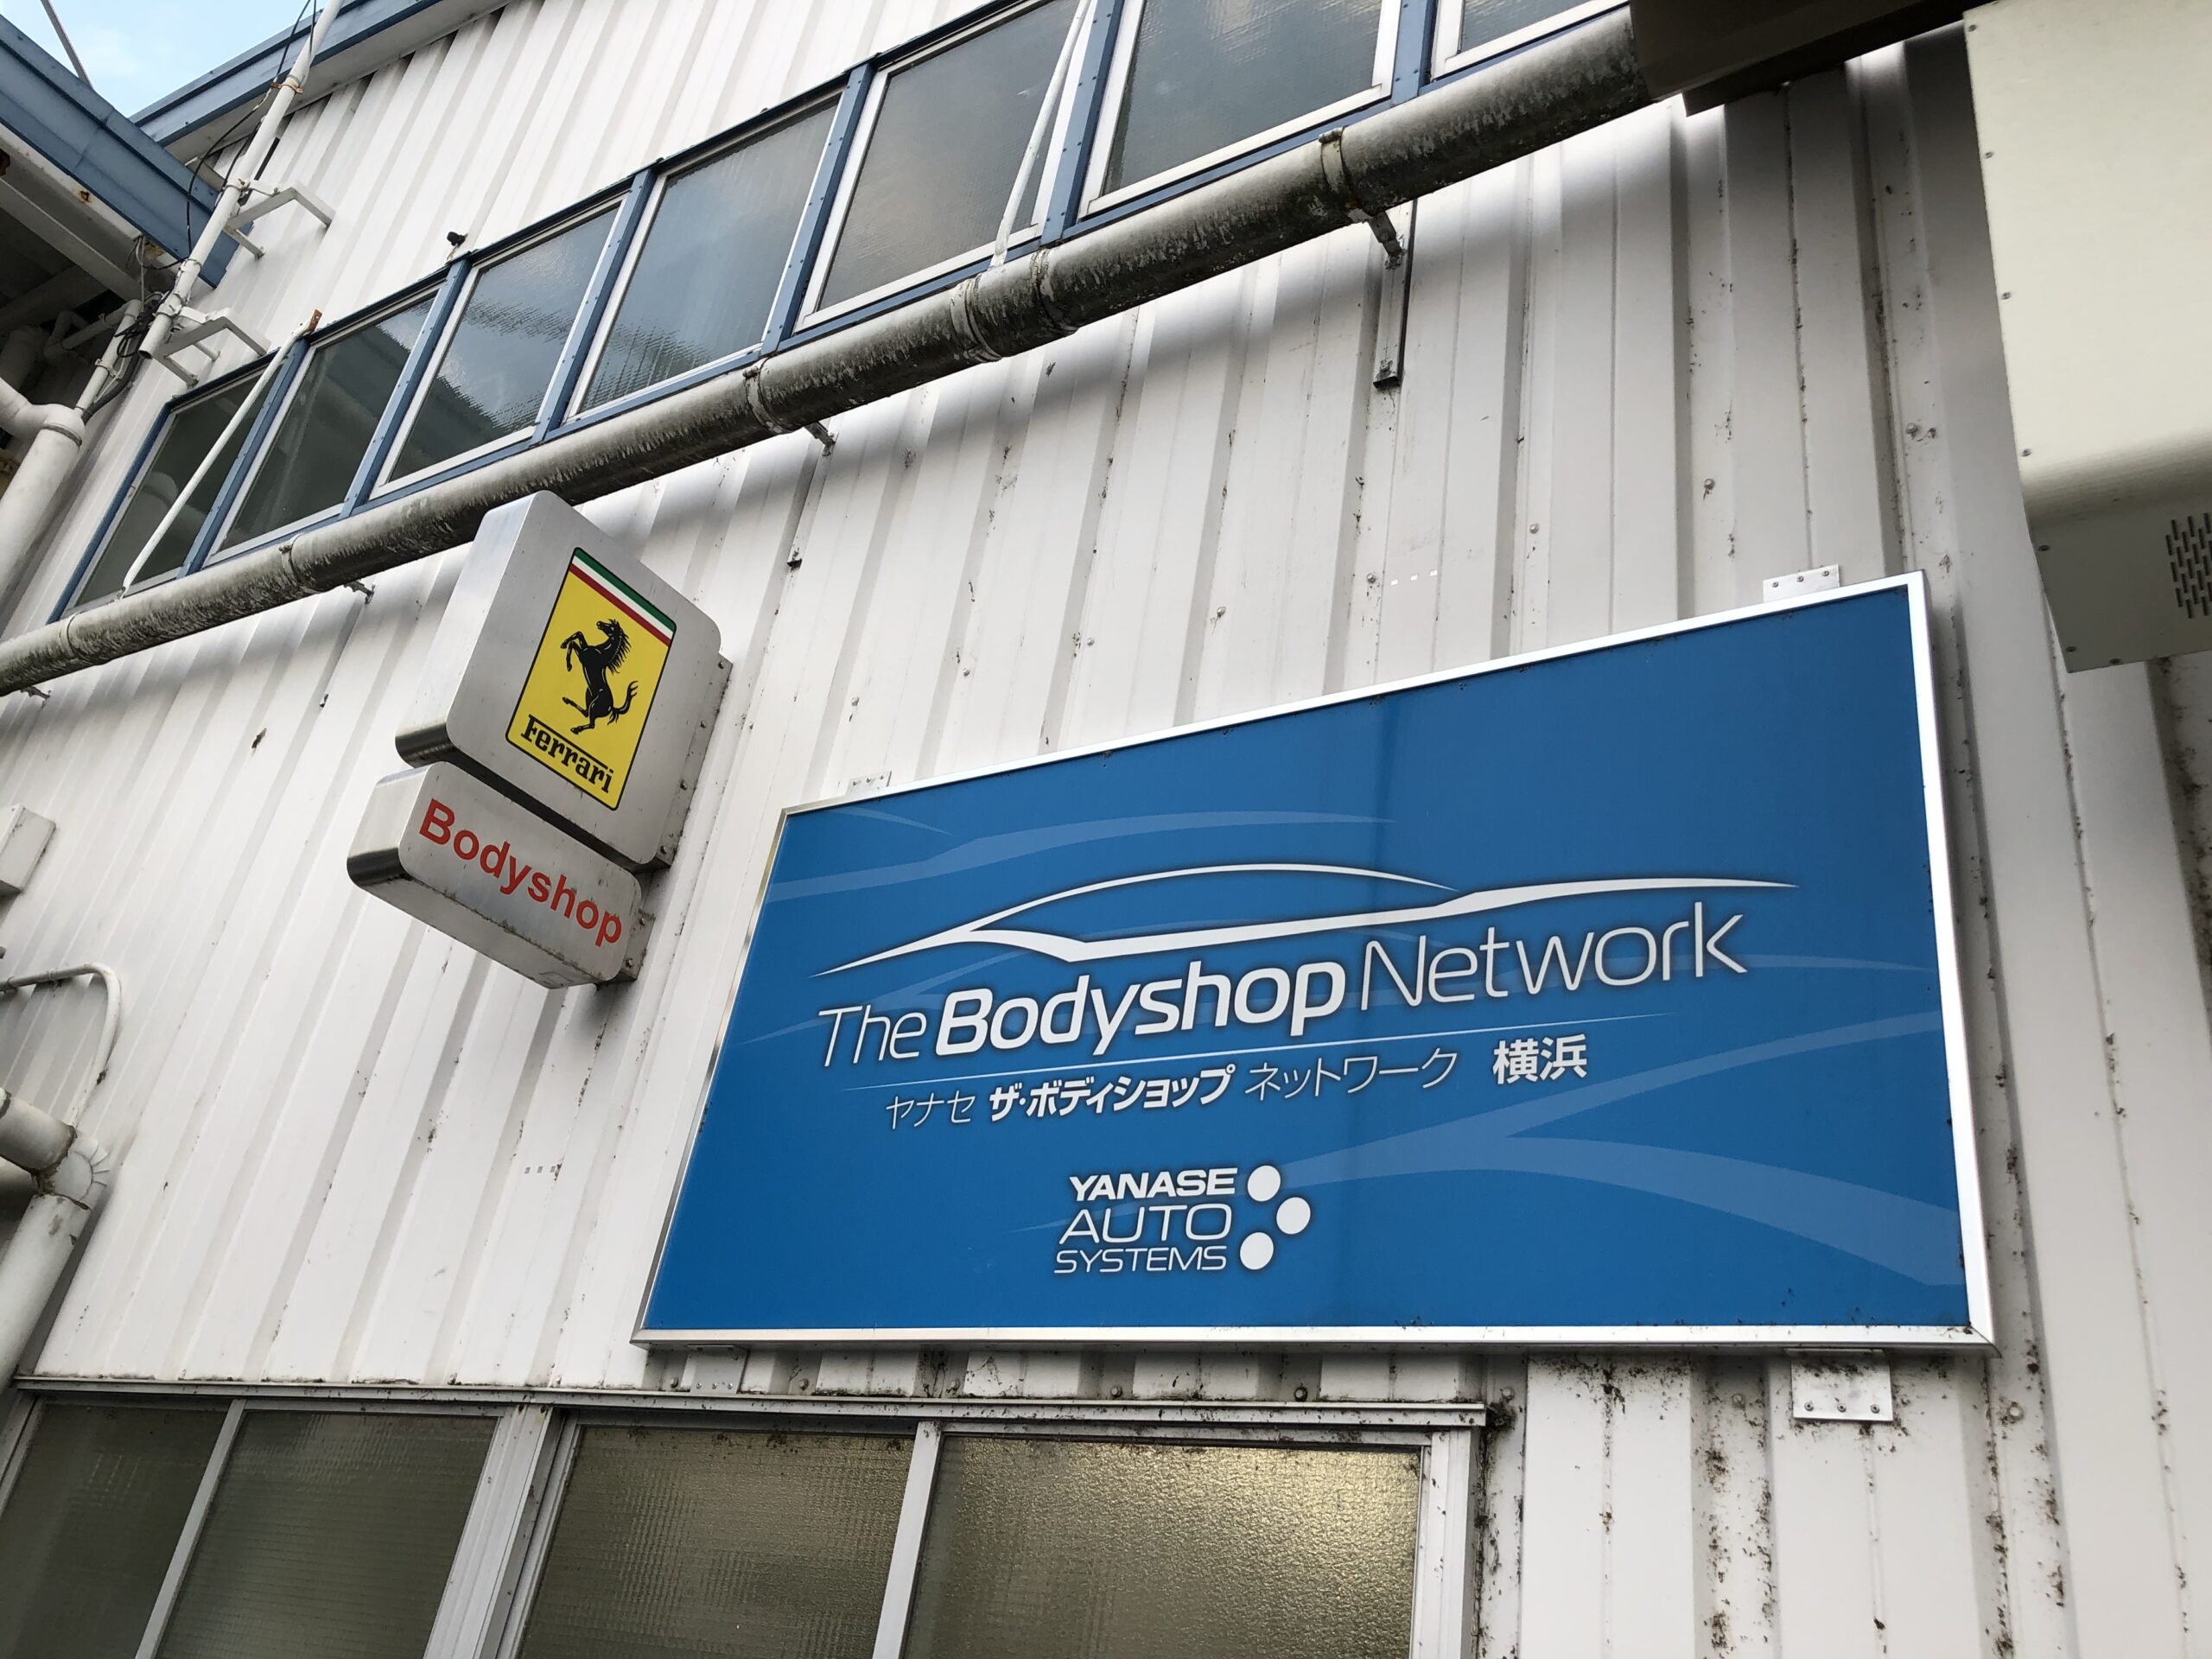 Ferrari
Bodyshop
The Bodyshop Network
ヤナセ ザ・ボディショップ ネットワーク 横浜
YANASE
AUTO
SYSTEMS